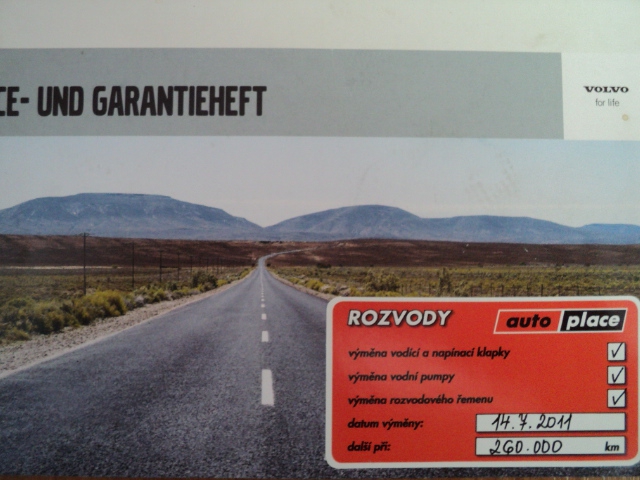 CE- UND GARANTIEHEFT
VOLVO
for life
ROZVODY auto place
výměna vodící a napínací klapky
výměna vodní pumpy
výměna rozvodového řemenu
datum výměny: 14.7.2011
další při: 260.000 km